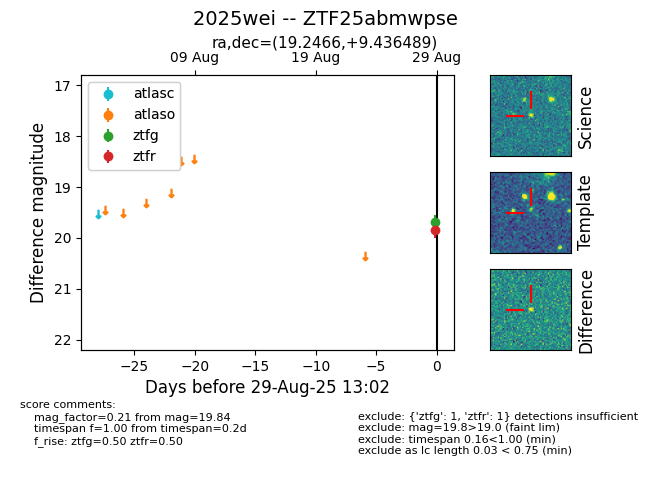 2025wei -- ZTF25abmwpse
ra,dec=(19.2466,+9.436489)
09 Aug
19 Aug
29 Aug
atlasc
atlaso
ztfg
ztfr
17
18
19
20
21
22
Difference magnitude
−25
−20
−15
−10
−5
0
Days before 29-Aug-25 13:02
Science
Template
Difference
score comments:
mag_factor=0.21 from mag=19.84
timespan f=1.00 from timespan=0.2d
f_rise: ztfg=0.50 ztfr=0.50
exclude: {'ztfg': 1, 'ztfr': 1} detections insufficient
exclude: mag=19.8>19.0 (faint lim)
exclude: timespan 0.16<1.00 (min)
exclude as lc length 0.03 < 0.75 (min)